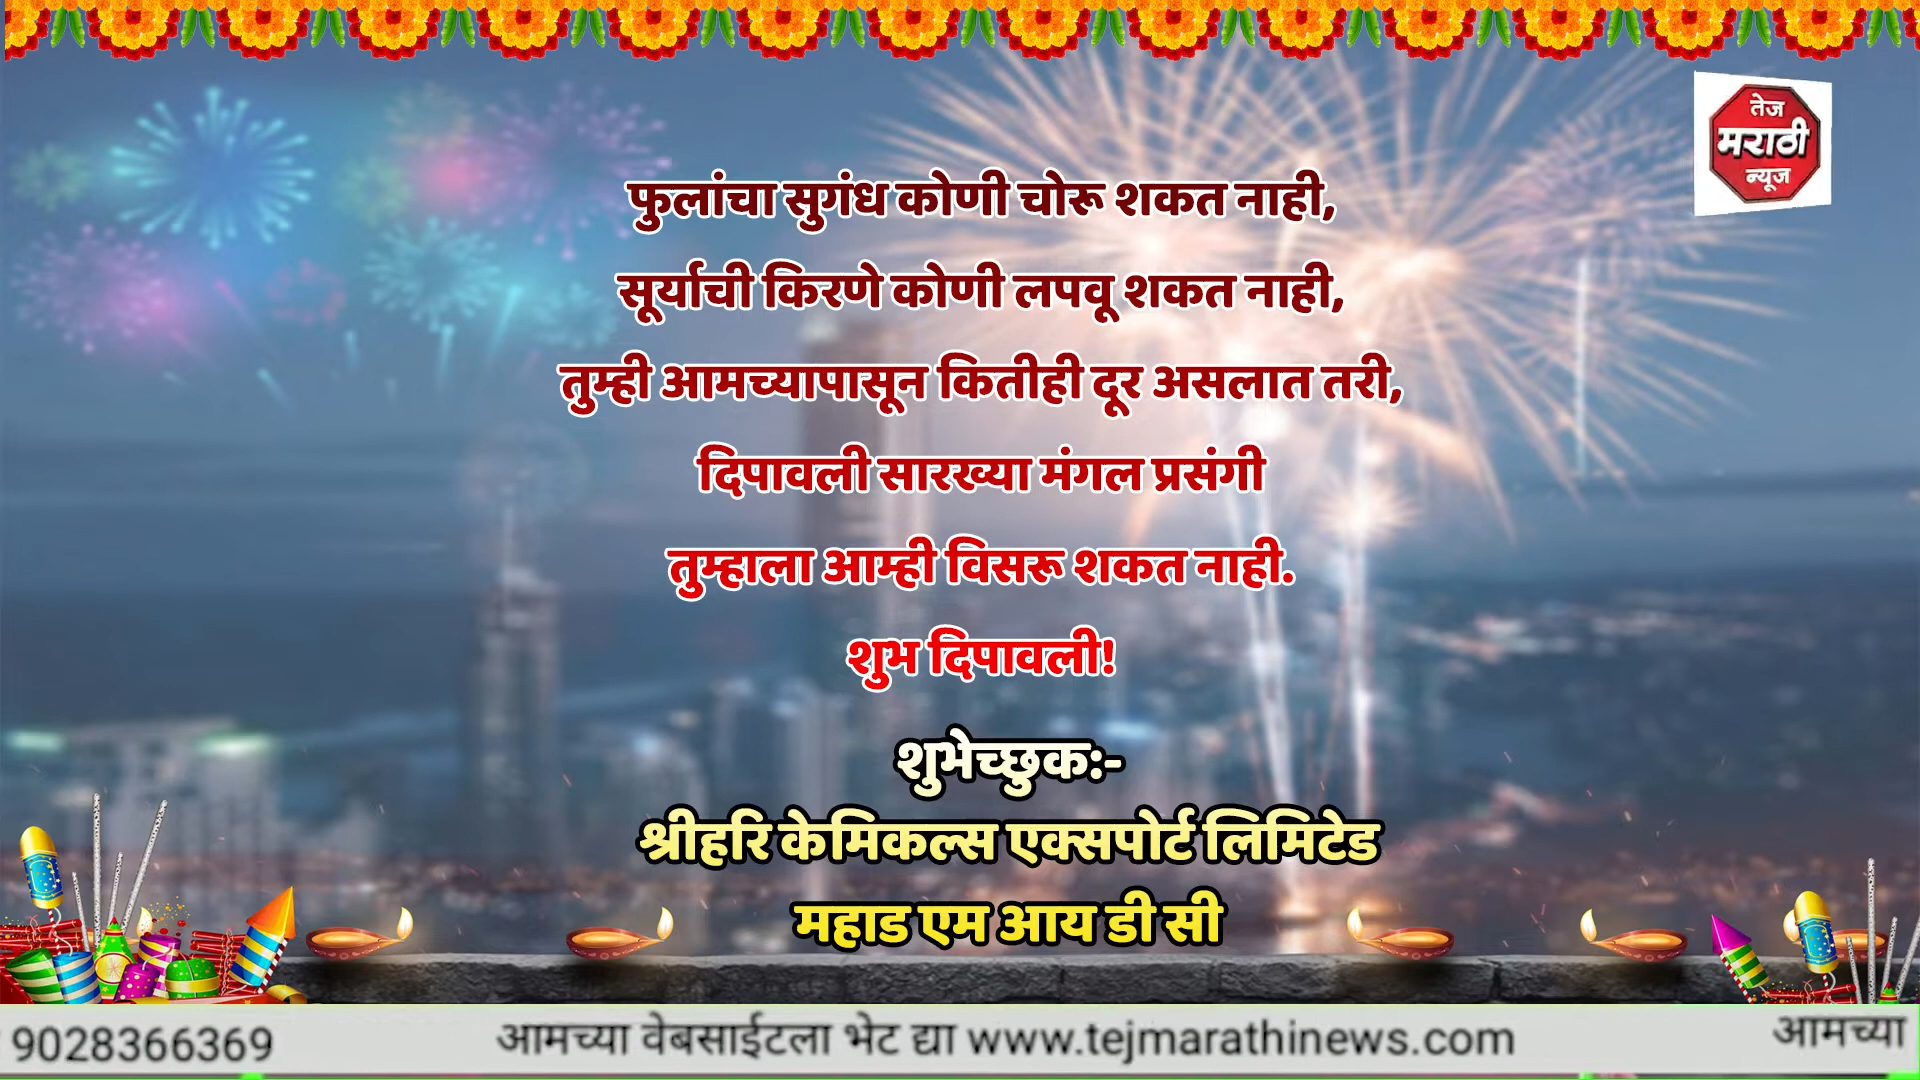 तेज
मराठी
न्यूज
फुलांचा सुगंध कोणी चोरू शकत नाही,
सूर्याची किरणे कोणी लपवू शकत नाही,
तुम्ही आमच्यापासून कितीही दूर असलात तरी,
दिपावली सारख्या मंगल प्रसंगी
तुम्हाला आम्ही विसरू शकत नाही.
शुभ दिपावली!
शुभेच्छुक:-
श्रीहरि केमिकल्स एक्सपोर्ट लिमिटेड
महाड एम आय डी सी
9028366369 आमच्या वेबसाईटला भेट द्या www.tejmarathinews.com आमच्या